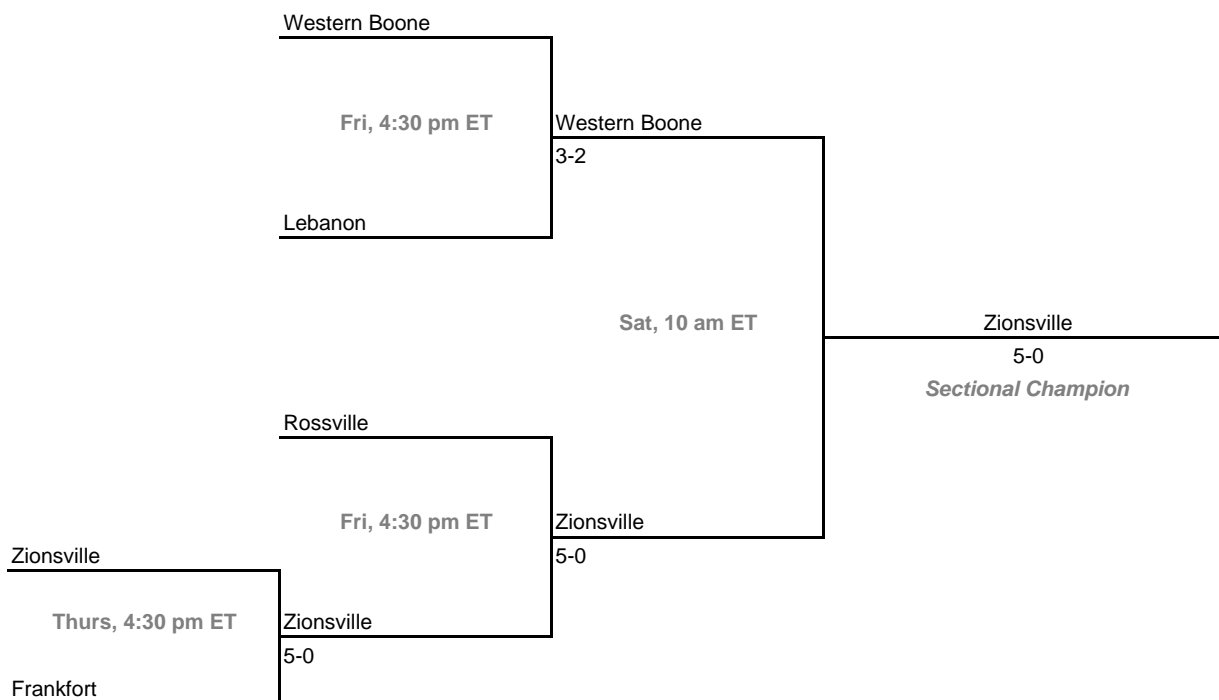 Western Boone
Fri, 4:30 pm ET
Western Boone
3-2
Lebanon
Sat, 10 am ET
Zionsville
5-0
Sectional Champion
Rossville
Fri, 4:30 pm ET
Zionsville
5-0
Zionsville
Thurs, 4:30 pm ET
Zionsville
5-0
Frankfort